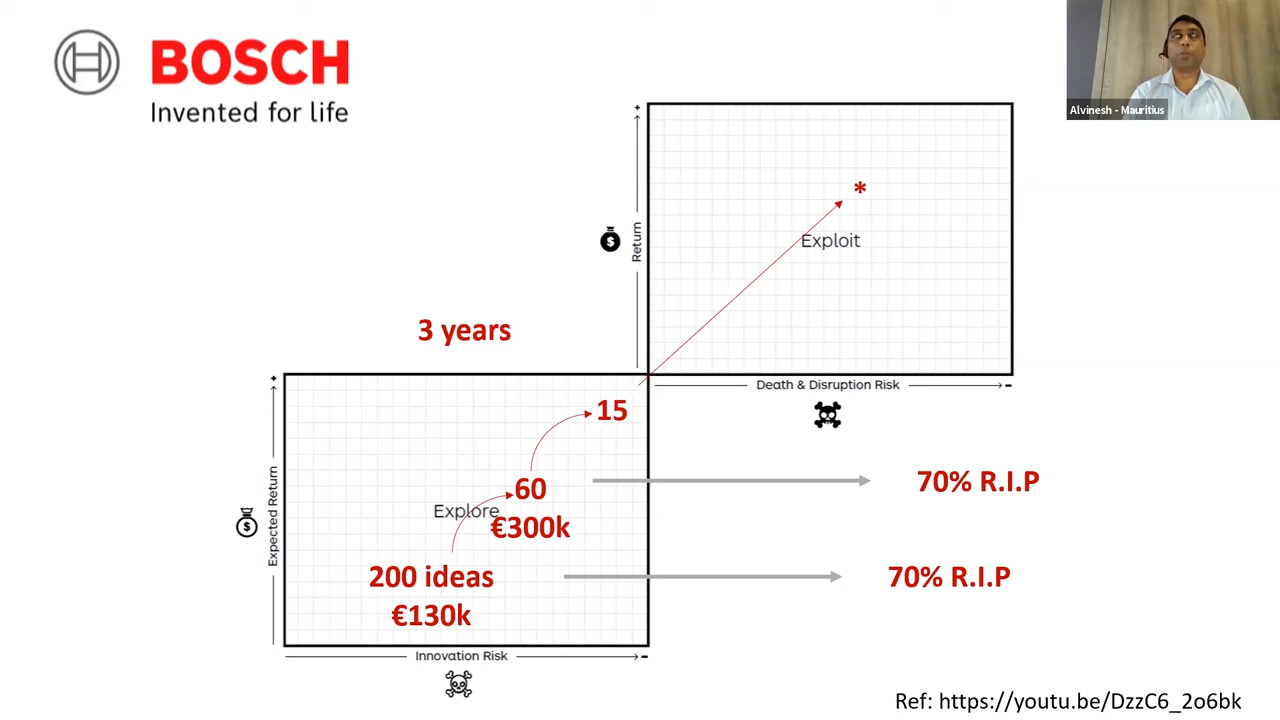 BOSCH
Invented for life
Alvinesh - Mauritius
+
Return
$
*
Exploit
Death & Disruption Risk
-
3 years
+
Expected Return
$
15
60
Explore
€300k
200 ideas
€130k
70% R.I.P
70% R.I.P
Innovation Risk
-
Ref: https://youtu.be/DzzC6_2o6bk